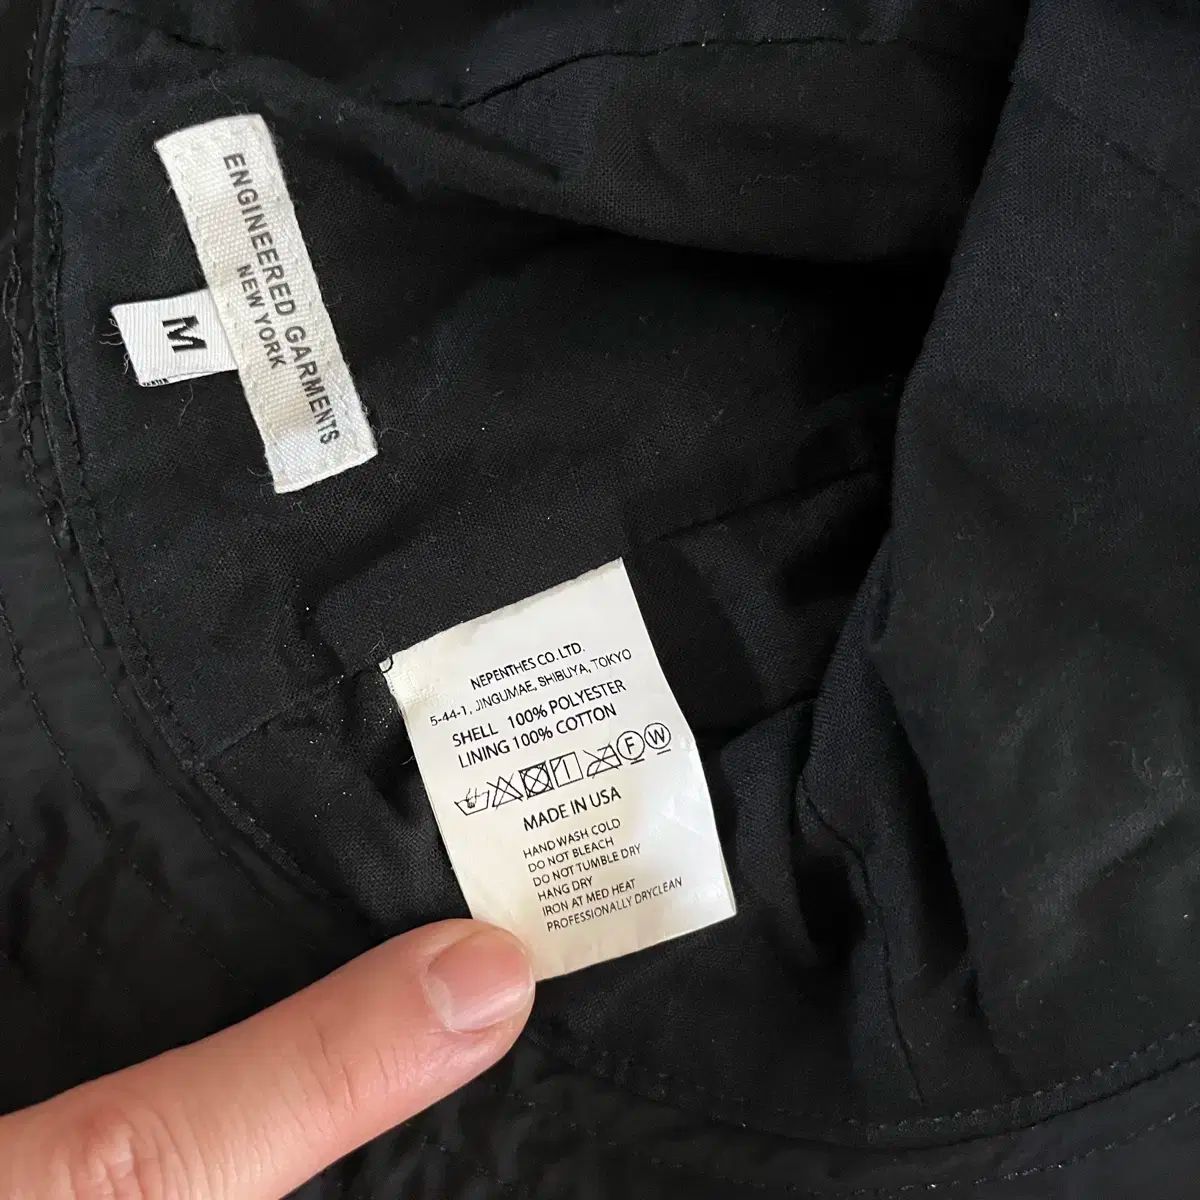 ENGINEERED GARMENTS
NEW YORK
M
NEPENTHES CO. LTD.
5-44-1, JINGUMAE, SHIBUYA, TOKYO
SHELL 100% POLYESTER
LINING 100% COTTON
F W
MADE IN USA
HAND WASH COLD
DO NOT BLEACH
DO NOT TUMBLE DRY
HANG DRY
IRON AT MED HEAT
PROFESSIONALLY DRYCLEAN